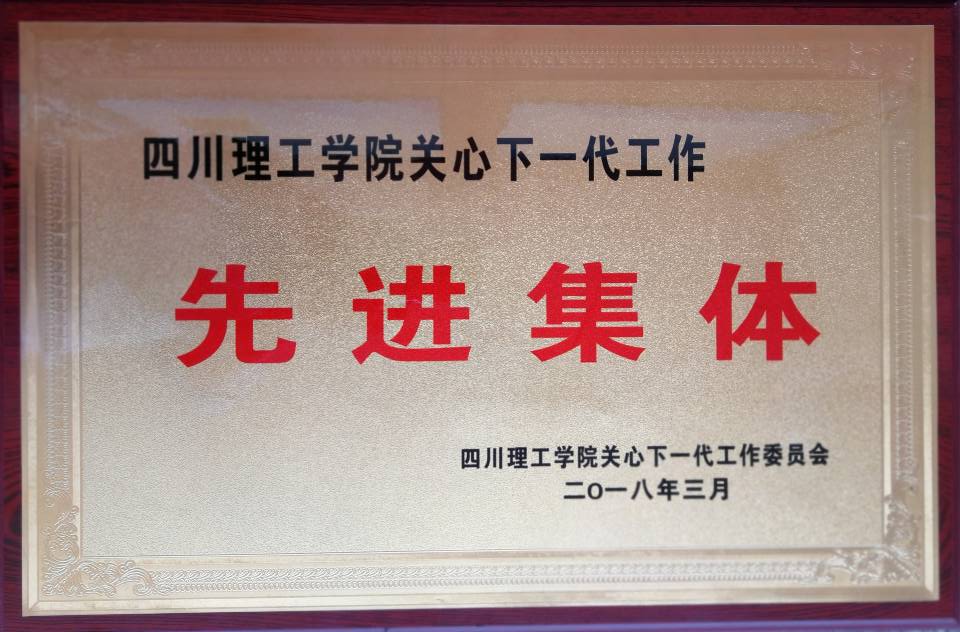 四川理工学院关心下一代工作
先进集体
四川理工学院关心下一代工作委员会
二O一八年三月